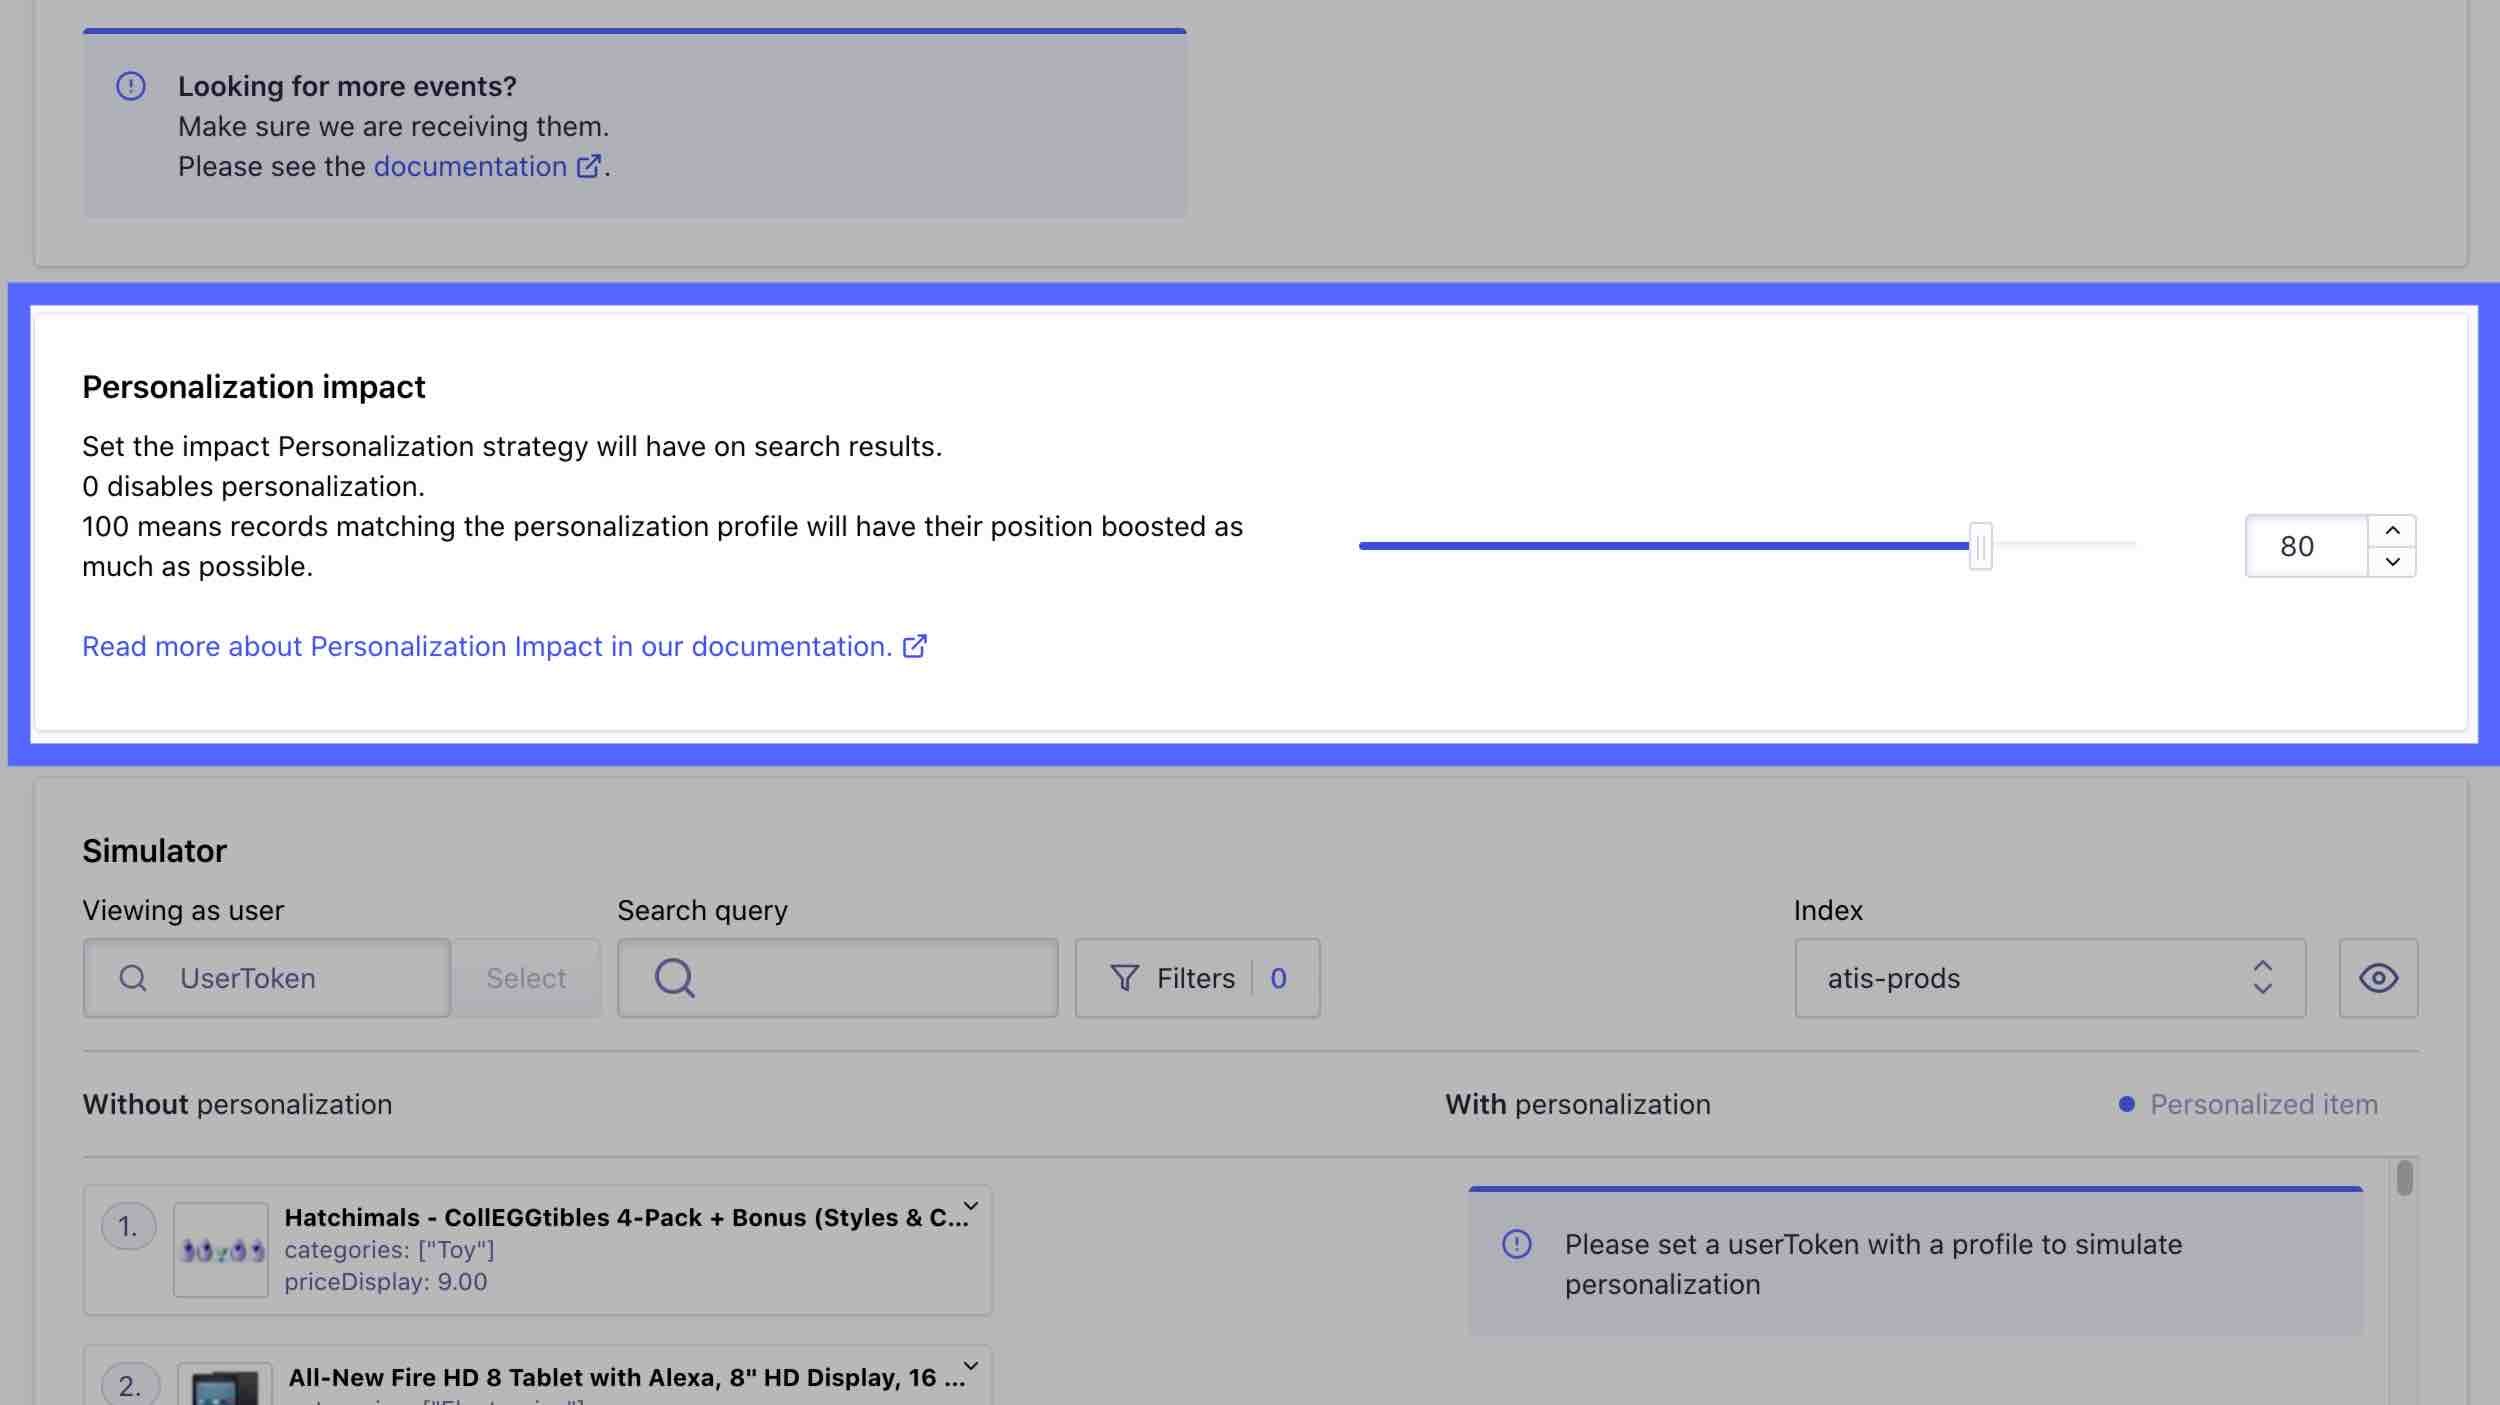 Looking for more events?
Make sure we are receiving them.
Please see the documentation.
Personalization impact
Set the impact Personalization strategy will have on search results.
0 disables personalization.
100 means records matching the personalization profile will have their position boosted as
much as possible.
80
Read more about Personalization Impact in our documentation.
Simulator
Viewing as user
Search query
Index
UserToken
Select
Filters 0
atis-prods
Without personalization
With personalization
Personalized item
1.
Hatchimals - CollEGGtibles 4-Pack + Bonus (Styles & C...
categories: ["Toy"]
priceDisplay: 9.00
Please set a userToken with a profile to simulate
personalization
2.
All-New Fire HD 8 Tablet with Alexa, 8" HD Display, 16 ...